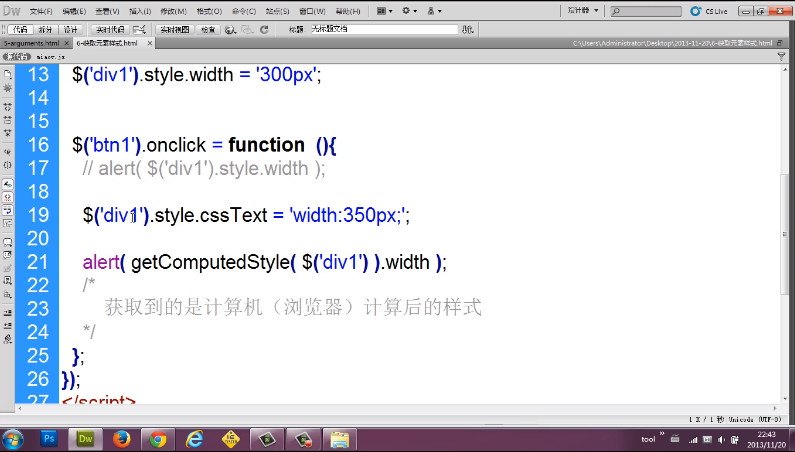 Dw 文件(F) 编辑(E) 查看(V) 插入(I) 修改(M) 格式(O) 命令(C) 站点(S) 窗口(W) 帮助(H) 设计器 CS Live
代码 拆分 设计 实时代码 实时视图 检查 标题: 无标题文档
5-arguments.html × 6-获取元素样式.html × C:\Users\Administrator\Desktop\2013-11-20\6-获取元素样式.html
源代码 miaov.js
13 $('div1').style.width = '300px';
14
15
16 $('btn1').onclick = function (){
17 // alert( $('div1').style.width );
18
19 $('div1').style.cssText = 'width:350px;';
20
21 alert( getComputedStyle( $('div1') ).width );
22 /*
23 获取到的是计算机（浏览器）计算后的样式
24 */
25 };
26 });
27 </script>
1 K / 1 秒 Unicode (UTF-8)
Ps Dw tool » 22:43
2013/11/20